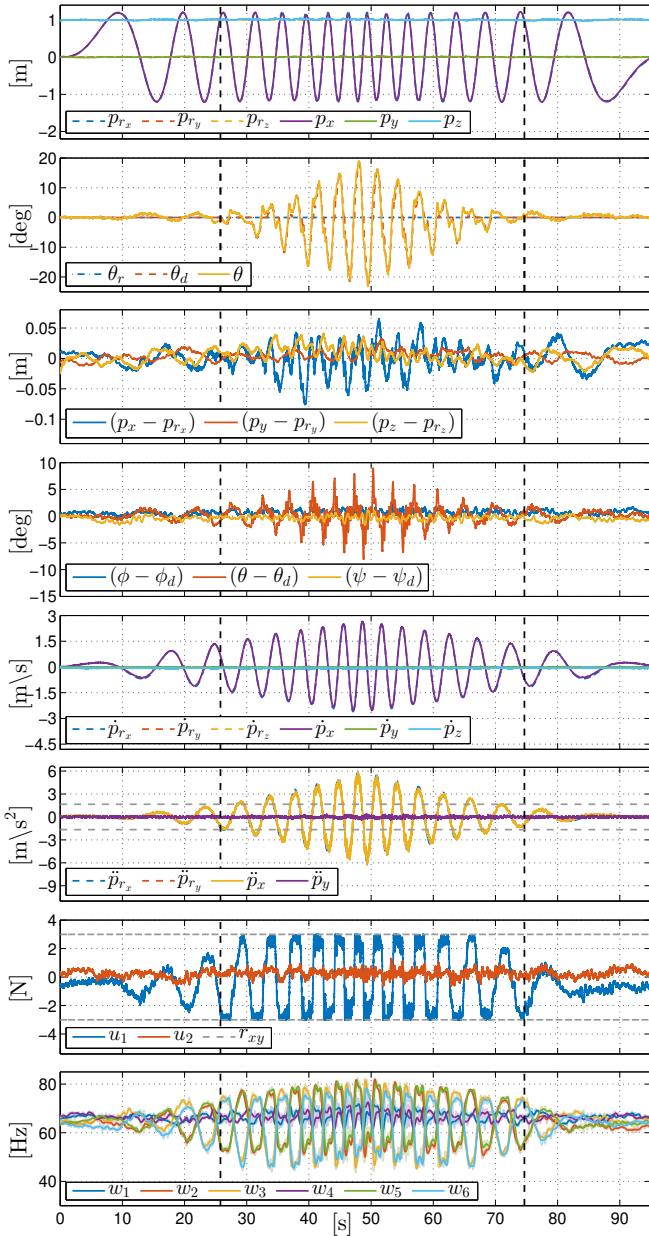 1
0
−1
−2
[m]
p_{r_x} p_{r_y} p_{r_z} p_x p_y p_z
20
10
0
−10
−20
[deg]
θ_r θ_d θ
0.05
0
−0.05
−0.1
[m]
(p_x − p_{r_x}) (p_y − p_{r_y}) (p_z − p_{r_z})
10
5
0
−5
−10
−15
[deg]
(ϕ − ϕ_d) (θ − θ_d) (ψ − ψ_d)
3
1.5
0
−1.5
−3
−4.5
[m\s]
ṗ_{r_x} ṗ_{r_y} ṗ_{r_z} ṗ_x ṗ_y ṗ_z
6
3
0
−3
−6
−9
[m\s²]
p̈_{r_x} p̈_{r_y} p̈_x p̈_y
4
2
0
−2
−4
[N]
u_1 u_2 r_{xy}
80
60
40
[Hz]
w_1 w_2 w_3 w_4 w_5 w_6
0 10 20 30 40 50 60 70 80 90
[s]